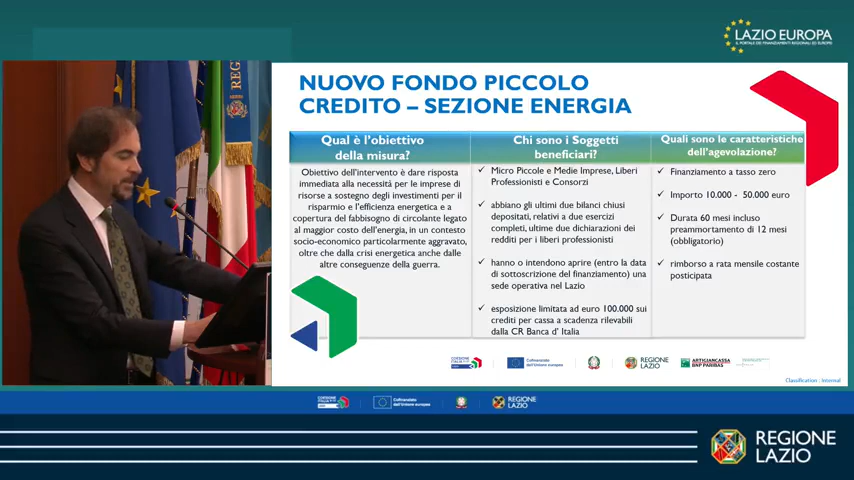 LAZIO EUROPA
IL PORTALE DEI FINANZIAMENTI REGIONALI ED EUROPEI
REG
NUOVO FONDO PICCOLO
CREDITO – SEZIONE ENERGIA
Qual è l'obiettivo
della misura?
Obiettivo dell'intervento è dare risposta
immediata alla necessità per le imprese di
risorse a sostegno degli investimenti per il
risparmio e l'efficienza energetica e a
copertura del fabbisogno di circolante legato
al maggior costo dell'energia, in un contesto
socio-economico particolarmente aggravato,
oltre che dalla crisi energetica anche dalle
altre conseguenze della guerra.
Chi sono i Soggetti
beneficiari?
✓ Micro Piccole e Medie Imprese, Liberi
Professionisti e Consorzi
✓ abbiano gli ultimi due bilanci chiusi
depositati, relativi a due esercizi
completi, ultime due dichiarazioni dei
redditi per i liberi professionisti
✓ hanno o intendono aprire (entro la data
di sottoscrizione del finanziamento) una
sede operativa nel Lazio
✓ esposizione limitata ad euro 100.000 sui
crediti per cassa a scadenza rilevabili
dalla CR Banca d' Italia
Quali sono le caratteristiche
dell'agevolazione?
✓ Finanziamento a tasso zero
✓ Importo 10.000 - 50.000 euro
✓ Durata 60 mesi incluso
preammortamento di 12 mesi
(obbligatorio)
✓ rimborso a rata mensile costante
posticipata
COESIONE
ITALIA
Cofinanziato
dall'Unione europea
REGIONE
LAZIO
ARTIGIANCASSA
BNP PARIBAS
Classification : Internal
COESIONE
ITALIA
Cofinanziato
dall'Unione europea
REGIONE
LAZIO
REGIONE
LAZIO